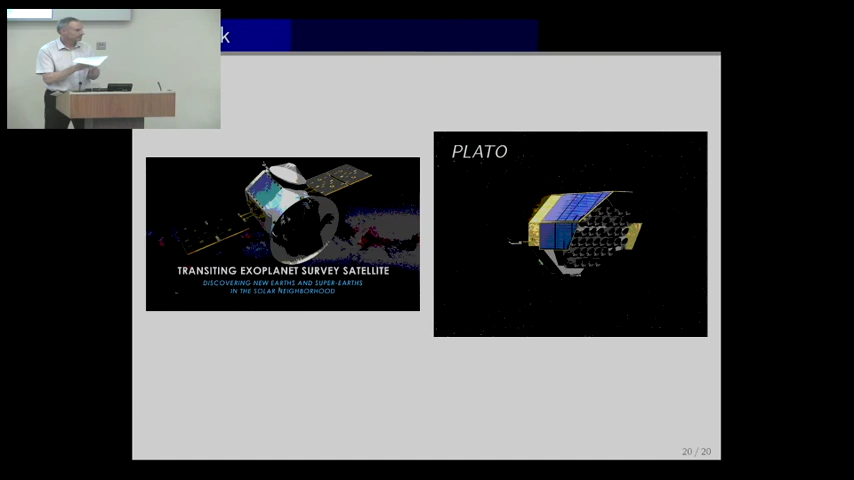 k
PLATO
TRANSITING EXOPLANET SURVEY SATELLITE
DISCOVERING NEW EARTHS AND SUPER-EARTHS
IN THE SOLAR NEIGHBORHOOD
20 / 20